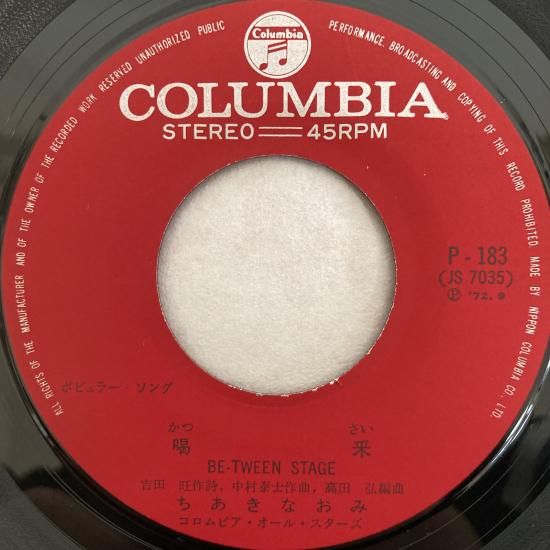 ALL RIGHTS OF THE MANUFACTURER AND OF THE OWNER OF THE RECORDED WORK RESERVED UNAUTHORIZED PUBLIC PERFORMANCE, BROADCASTING AND COPYING OF THIS RECORD PROHIBITED. MADE BY NIPPON COLUMBIA CO., LTD.
Columbia
COLUMBIA
STEREO 45RPM
P-183
(JS 7035)
Ⓟ '72.9
ポピュラー・ソング
かっ さい
喝 采
BE-TWEEN STAGE
吉田 旺作詩, 中村泰士作曲, 高田 弘編曲
ちあきなおみ
コロムビア・オール・スターズ